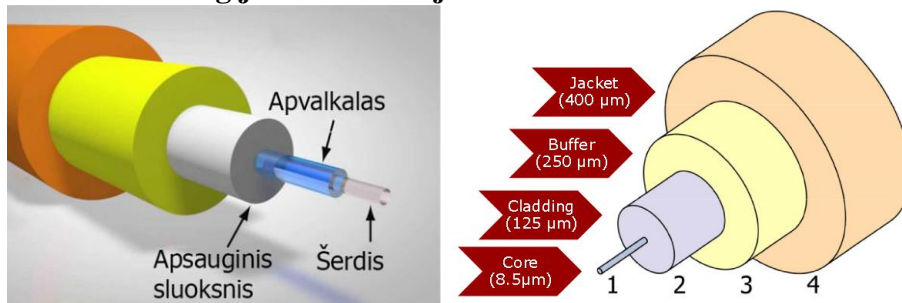 Apvalkalas
Apsauginis
sluoksnis
Šerdis
Jacket
(400 µm)
Buffer
(250 µm)
Cladding
(125 µm)
Core
(8.5µm)
1 2 3 4